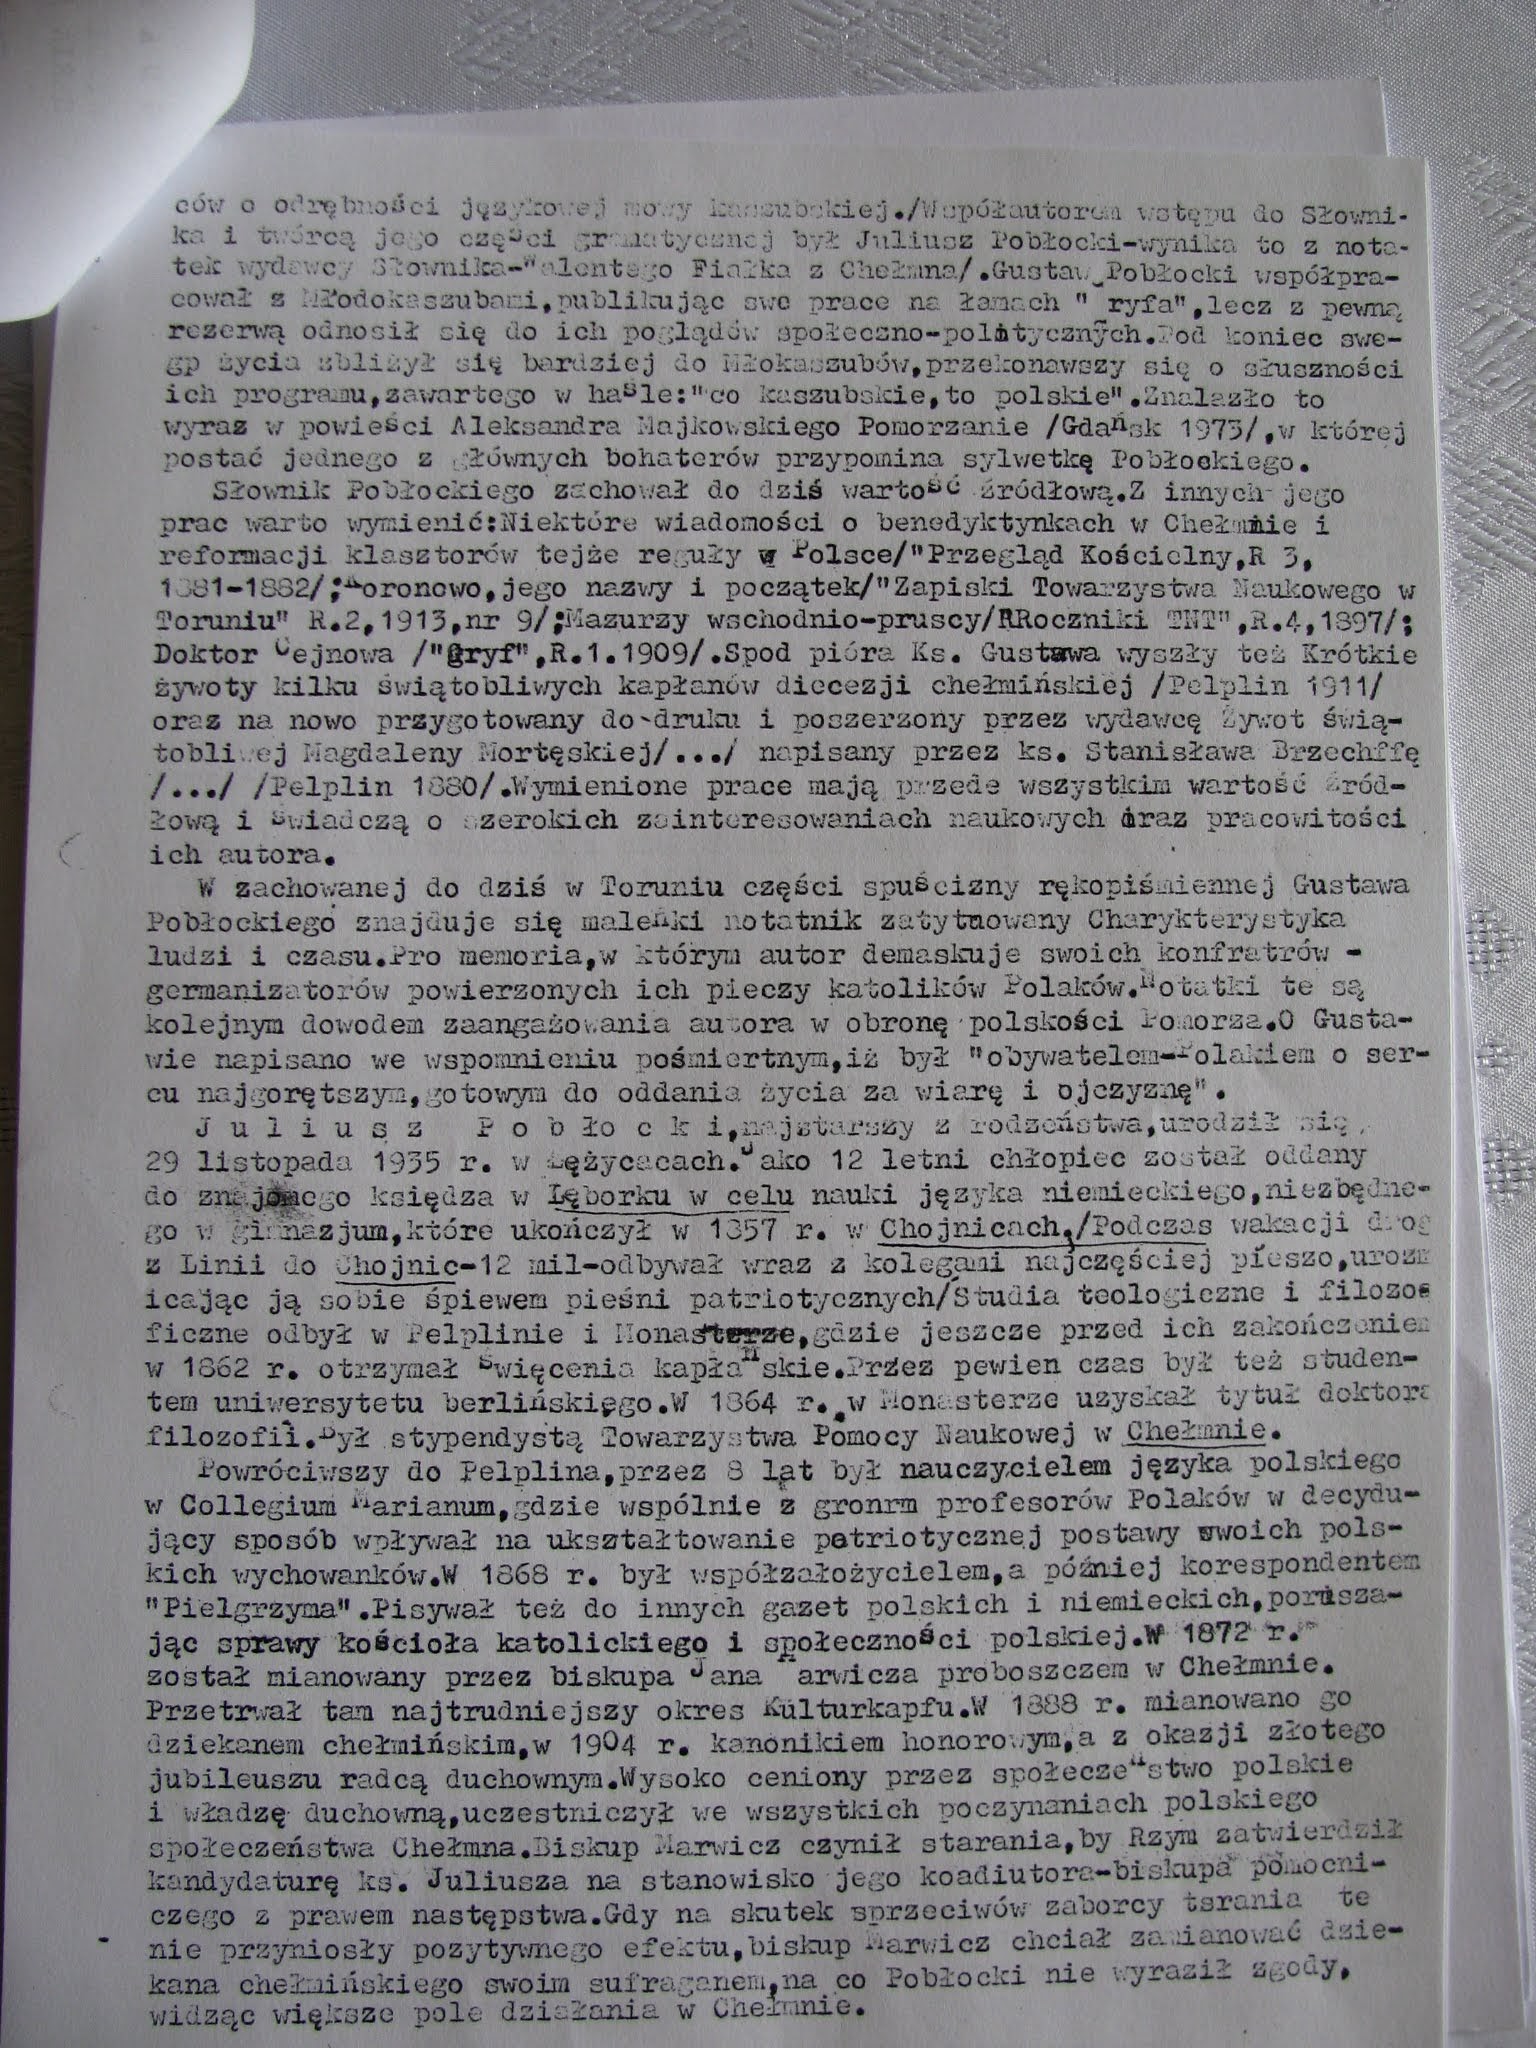 ców o odrębności językowej mowy kaszubskiej./Współautorem wstępu do Słowni-
ka i twórcą jego części gramatycznej był Juliusz Pobłocki-wynika to z nota-
tek wydawcy Słownika-Walentego Fiałka z Chełmna/.Gustaw Pobłocki współpra-
cował z Młodokaszubami,publikując swe prace na łamach " ryfa",lecz z pewną
rezerwą odnosił się do ich poglądów społeczno-politycznych.Pod koniec swe-
gp życia zbliżył się bardziej do Młokaszubów,przekonawszy się o słuszności
ich programu,zawartego w haśle:"co kaszubskie,to polskie".Znalazło to
wyraz w powieści Aleksandra Majkowskiego Pomorzanie /Gdańsk 1973/,w której
postać jednego z głównych bohaterów przypomina sylwetkę Pobłockiego.
Słownik Pobłockiego zachował do dziś wartość źródłową.Z innych jego
prac warto wymienić:Niektóre wiadomości o benedyktynkach w Chełmnie i
reformacji klasztorów tejże reguły w Polsce/"Przegląd Kościelny,R 3,
1881-1882/;Koronowo,jego nazwy i początek/"Zapiski Towarzystwa Naukowego w
Toruniu" R.2,1913,nr 9/;Mazurzy wschodnio-pruscy/RRoczniki TNT",R.4,1897/;
Doktor Cejnowa /"Gryf",R.1.1909/.Spod pióra Ks. Gustawa wyszły też Krótkie
żywoty kilku świątobliwych kapłanów diecezji chełmińskiej /Pelplin 1911/
oraz na nowo przygotowany do-druku i poszerzony przez wydawcę Żywot świą-
tobliwej Magdaleny Mortęskiej/.../ napisany przez ks. Stanisława Brzechffę
/.../ /Pelplin 1880/.Wymienione prace mają przede wszystkim wartość źród-
łową i świadczą o szerokich zainteresowaniach naukowych oraz pracowitości
ich autora.
W zachowanej do dziś w Toruniu części spuścizny rękopiśmiennej Gustawa
Pobłockiego znajduje się maleńki notatnik zatytuowany Charykterystyka
ludzi i czasu.Pro memoria,w którym autor demaskuje swoich konfratrów -
germanizatorów powierzonych ich pieczy katolików Polaków.Notatki te są
kolejnym dowodem zaangażowania autora w obronę polskości Pomorza.O Gusta-
wie napisano we wspomnieniu pośmiertnym,iż był "obywatelem-Polakiem o ser-
cu najgorętszym,gotowym do oddania życia za wiarę i ojczyznę".
J u l i u s z P o b ł o c k i,najstarszy z rodzeństwa,urodził się
29 listopada 1935 r. w Łężycacach.Jako 12 letni chłopiec został oddany
do znajomego księdza w Lęborku w celu nauki języka niemieckiego,niezbędne-
go w gimnazjum,które ukończył w 1857 r. w Chojnicach./Podczas wakacji drog
z Linii do Chojnic-12 mil-odbywał wraz z kolegami najczęściej pieszo,urozm
icając ją sobie śpiewem pieśni patriotycznych/Studia teologiczne i filozo
ficzne odbył w Pelplinie i Monasterze,gdzie jeszcze przed ich zakończeniem
w 1862 r. otrzymał święcenia kapłańskie.Przez pewien czas był też studen-
tem uniwersytetu berlińskiego.W 1864 r. w Monasterze uzyskał tytuł doktora
filozofii.Był stypendystą Towarzystwa Pomocy Naukowej w Chełmnie.
Powróciwszy do Pelplina,przez 8 lat był nauczycielem języka polskiego
w Collegium Marianum,gdzie wspólnie z gronrm profesorów Polaków w decydu-
jący sposób wpływał na ukształtowanie patriotycznej postawy swoich pols-
kich wychowanków.W 1868 r. był współzałożycielem,a później korespondentem
"Pielgrzyma".Pisywał też do innych gazet polskich i niemieckich,porusza-
jąc sprawy kościoła katolickiego i społeczności polskiej.W 1872 r.
został mianowany przez biskupa Jana Marwicza proboszczem w Chełmnie.
Przetrwał tam najtrudniejszy okres Kulturkapfu.W 1888 r. mianowano go
dziekanem chełmińskim,w 1904 r. kanonikiem honorowym,a z okazji złotego
jubileuszu radcą duchownym.Wysoko ceniony przez społeczeństwo polskie
i władzę duchowną,uczestniczył we wszystkich poczynaniach polskiego
społeczeństwa Chełmna.Biskup Marwicz czynił starania,by Rzym zatwierdził
kandydaturę ks. Juliusza na stanowisko jego koadiutora-biskupa pomocni-
czego z prawem następstwa.Gdy na skutek sprzeciwów zaborcy tsrania te
nie przyniosły pozytywnego efektu,biskup Marwicz chciał zamianować dzie-
kana chełmińskiego swoim sufraganem,na co Pobłocki nie wyraził zgody,
widząc większe pole działania w Chełmnie.